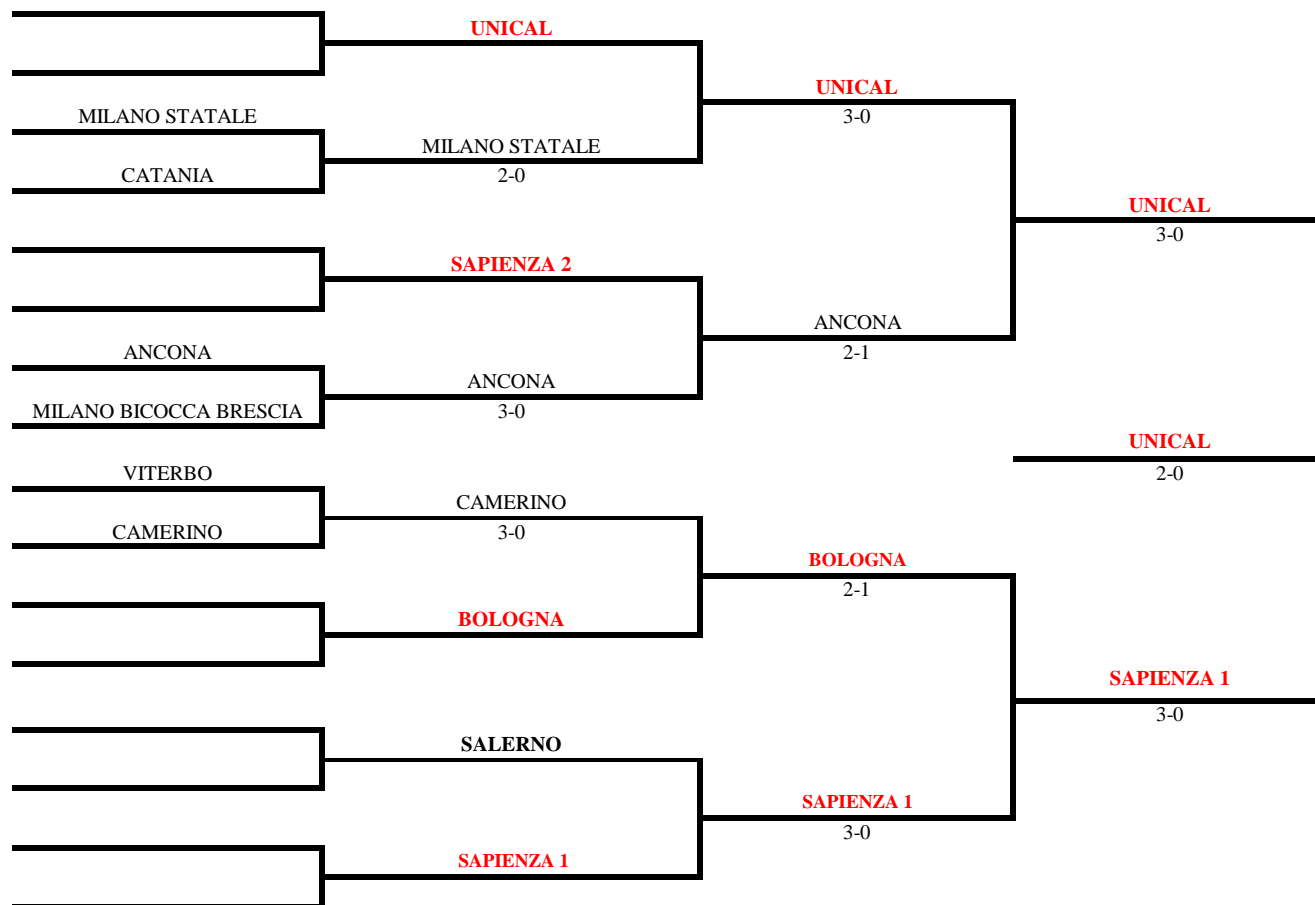 UNICAL
UNICAL
3-0
MILANO STATALE
MILANO STATALE
2-0
CATANIA
UNICAL
3-0
SAPIENZA 2
ANCONA
2-1
ANCONA
ANCONA
3-0
MILANO BICOCCA BRESCIA
UNICAL
2-0
VITERBO
CAMERINO
3-0
CAMERINO
BOLOGNA
2-1
BOLOGNA
SAPIENZA 1
3-0
SALERNO
SAPIENZA 1
3-0
SAPIENZA 1